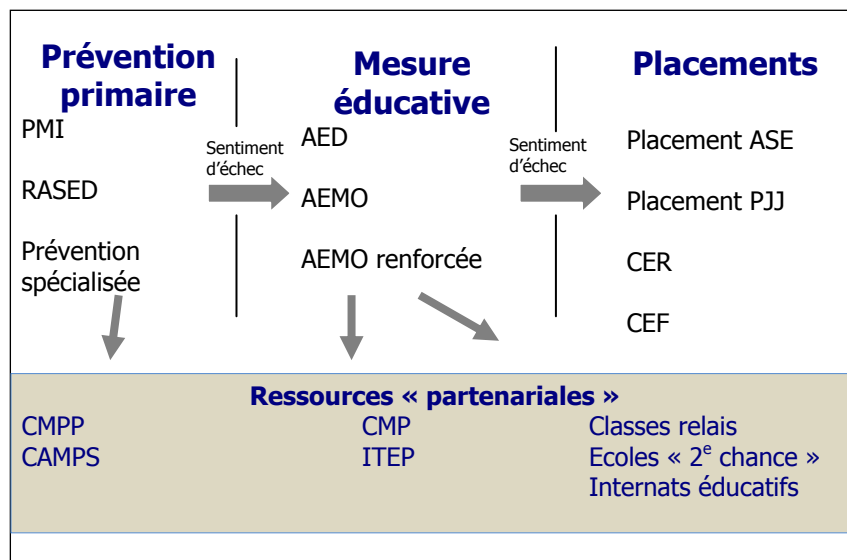 Prévention
primaire
PMI
RASED
Prévention
spécialisée
Sentiment
d’échec
Mesure
éducative
AED
AEMO
AEMO renforcée
Sentiment
d’échec
Placements
Placement ASE
Placement PJJ
CER
CEF
Ressources « partenariales »
CMPP
CAMPS
CMP
ITEP
Classes relais
Ecoles « 2e chance »
Internats éducatifs